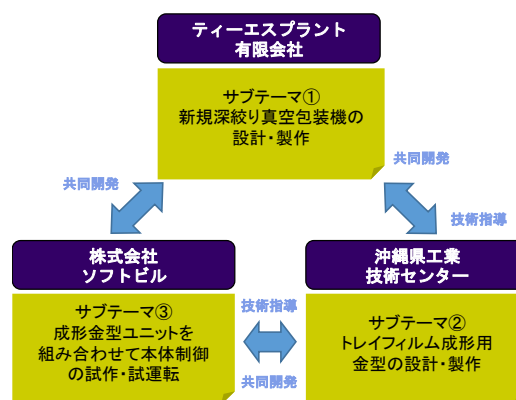 ティーエスプラント
有限会社
サブテーマ①
新規深絞り真空包装機の
設計・製作
共同開発
共同開発
技術指導
株式会社
ソフトビル
サブテーマ③
成形金型ユニットを
組み合わせて本体制御
の試作・試運転
技術指導
共同開発
沖縄県工業
技術センター
サブテーマ②
トレイフィルム成形用
金型の設計・製作